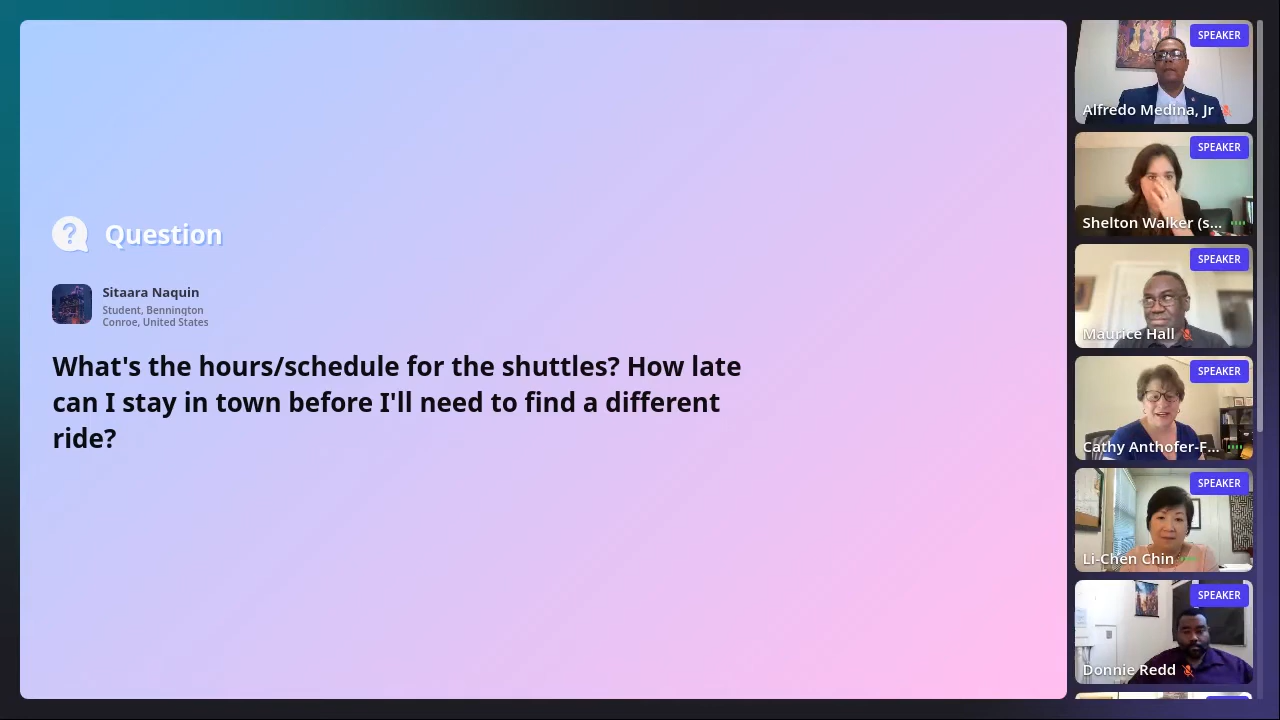 Question
Sitaara Naquin
Student, Bennington
Conroe, United States
What's the hours/schedule for the shuttles? How late
can I stay in town before I'll need to find a different
ride?
SPEAKER
Alfredo Medina, Jr
SPEAKER
Shelton Walker (s...
SPEAKER
Maurice Hall
SPEAKER
Cathy Anthofer-F...
SPEAKER
Li-Chen Chin
SPEAKER
Donnie Redd